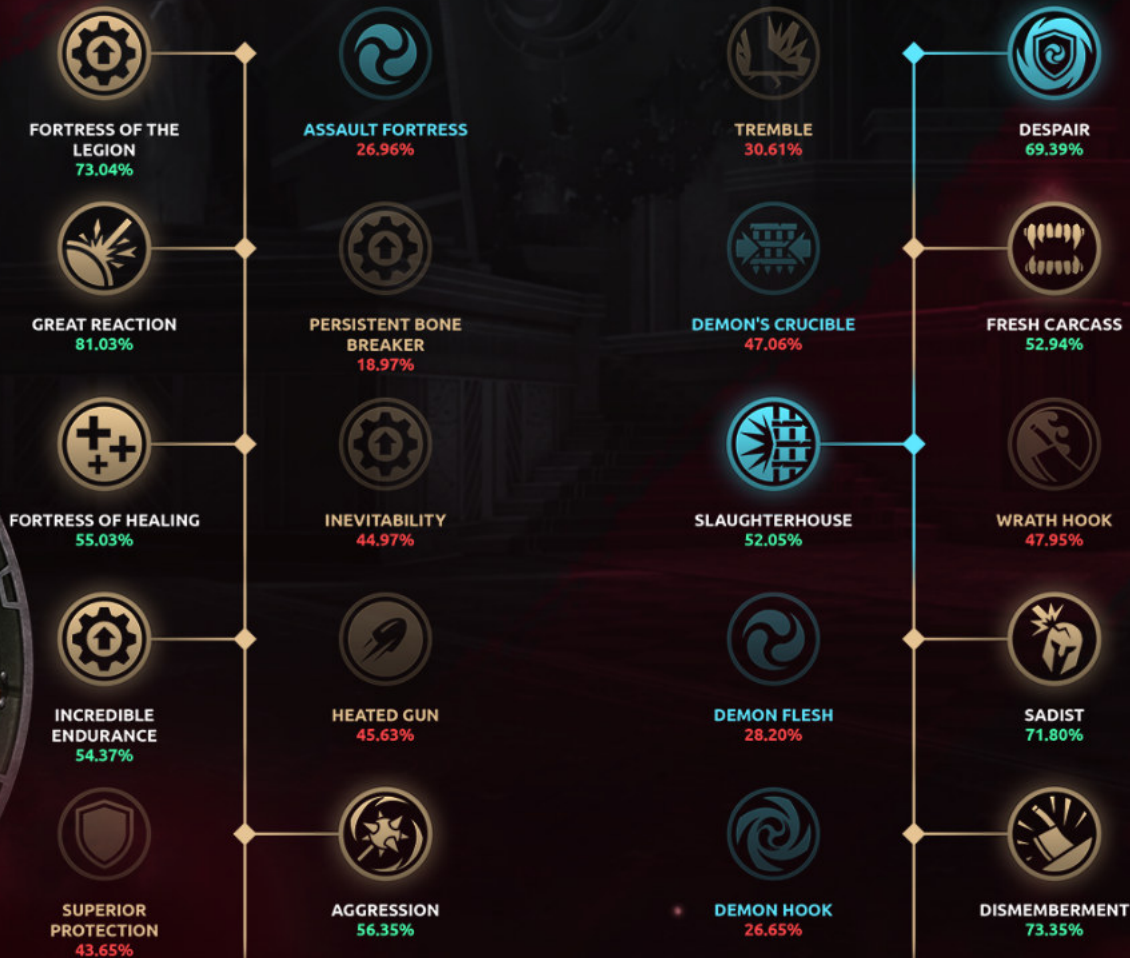 FORTRESS OF THE
LEGION
73.04%
ASSAULT FORTRESS
26.96%
TREMBLE
30.61%
DESPAIR
69.39%
GREAT REACTION
81.03%
PERSISTENT BONE
BREAKER
18.97%
DEMON'S CRUCIBLE
47.06%
FRESH CARCASS
52.94%
FORTRESS OF HEALING
55.03%
INEVITABILITY
44.97%
SLAUGHTERHOUSE
52.05%
WRATH HOOK
47.95%
INCREDIBLE
ENDURANCE
54.37%
HEATED GUN
45.63%
DEMON FLESH
28.20%
SADIST
71.80%
SUPERIOR
PROTECTION
43.65%
AGGRESSION
56.35%
DEMON HOOK
26.65%
DISMEMBERMENT
73.35%